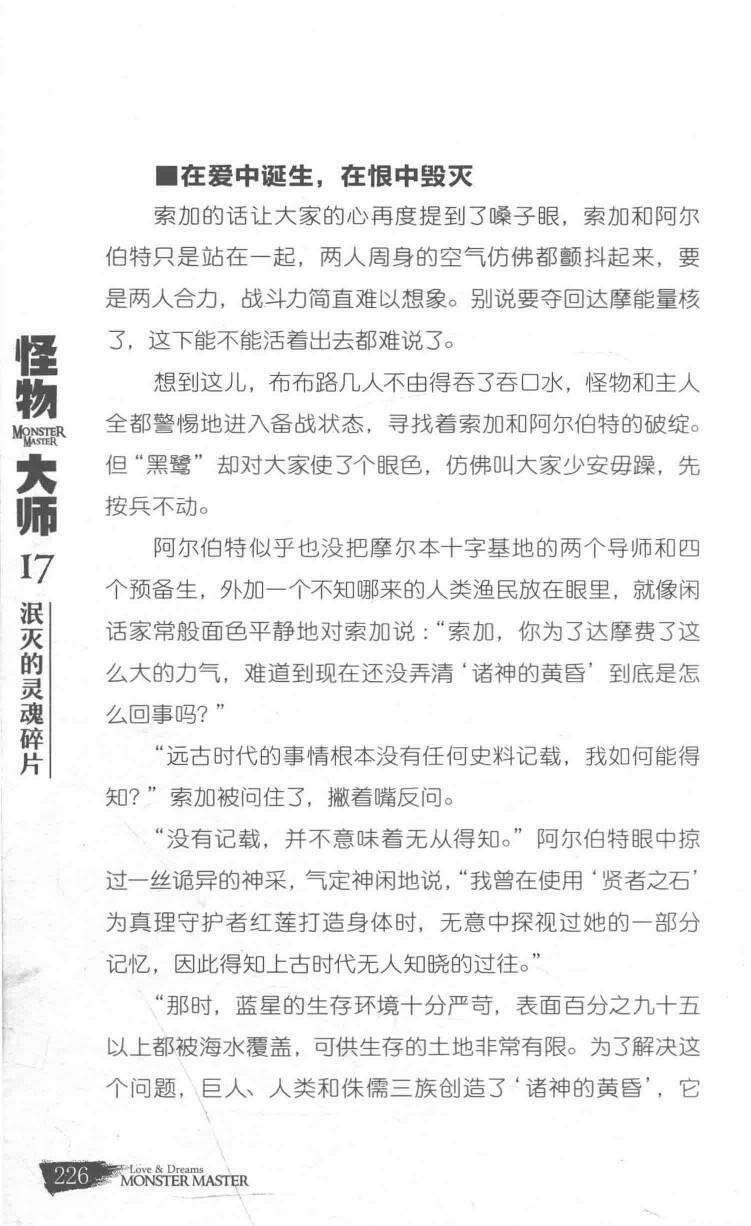 ■在爱中诞生，在恨中毁灭
索加的话让大家的心再度提到了嗓子眼，索加和阿尔
伯特只是站在一起，两人周身的空气仿佛都颤抖起来，要
是两人合力，战斗力简直难以想象。别说要夺回达摩能量核
了，这下能不能活着出去都难说了。
想到这儿，布布路几人不由得吞了吞口水，怪物和主人
全都警惕地进入备战状态，寻找着索加和阿尔伯特的破绽。
但“黑鹭”却对大家使了个眼色，仿佛叫大家少安毋躁，先
按兵不动。
阿尔伯特似乎也没把摩尔本十字基地的两个导师和四
个预备生，外加一个不知哪来的人类渔民放在眼里，就像闲
话家常般面色平静地对索加说：“索加，你为了达摩费了这
么大的力气，难道到现在还没弄清‘诸神的黄昏’到底是怎
么回事吗？”
“远古时代的事情根本没有任何史料记载，我如何能得
知？”索加被问住了，撇着嘴反问。
“没有记载，并不意味着无从得知。”阿尔伯特眼中掠
过一丝诡异的神采，气定神闲地说，“我曾在使用‘贤者之石’
为真理守护者红莲打造身体时，无意中探视过她的一部分
记忆，因此得知上古时代无人知晓的过往。”
“那时，蓝星的生存环境十分严苛，表面百分之九十五
以上都被海水覆盖，可供生存的土地非常有限。为了解决这
个问题，巨人、人类和侏儒三族创造了‘诸神的黄昏’，它
怪物
MONSTER
MASTER
大师
17
泯灭的灵魂碎片
226
Love & Dreams
MONSTER MASTER